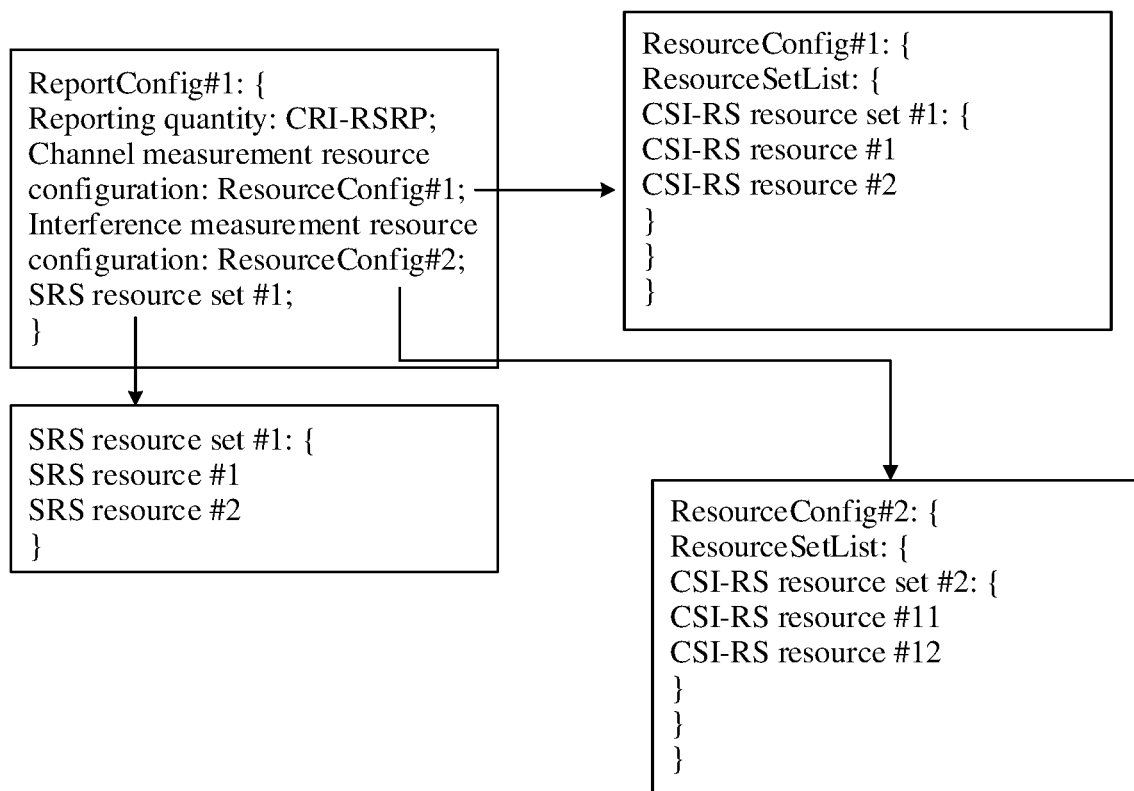 ReportConfig#1: {
Reporting quantity: CRI-RSRP;
Channel measurement resource
configuration: ResourceConfig#1;
Interference measurement resource
configuration: ResourceConfig#2;
SRS resource set #1;
}
ResourceConfig#1: {
ResourceSetList: {
CSI-RS resource set #1: {
CSI-RS resource #1
CSI-RS resource #2
}
}
}
SRS resource set #1: {
SRS resource #1
SRS resource #2
}
ResourceConfig#2: {
ResourceSetList: {
CSI-RS resource set #2: {
CSI-RS resource #11
CSI-RS resource #12
}
}
}